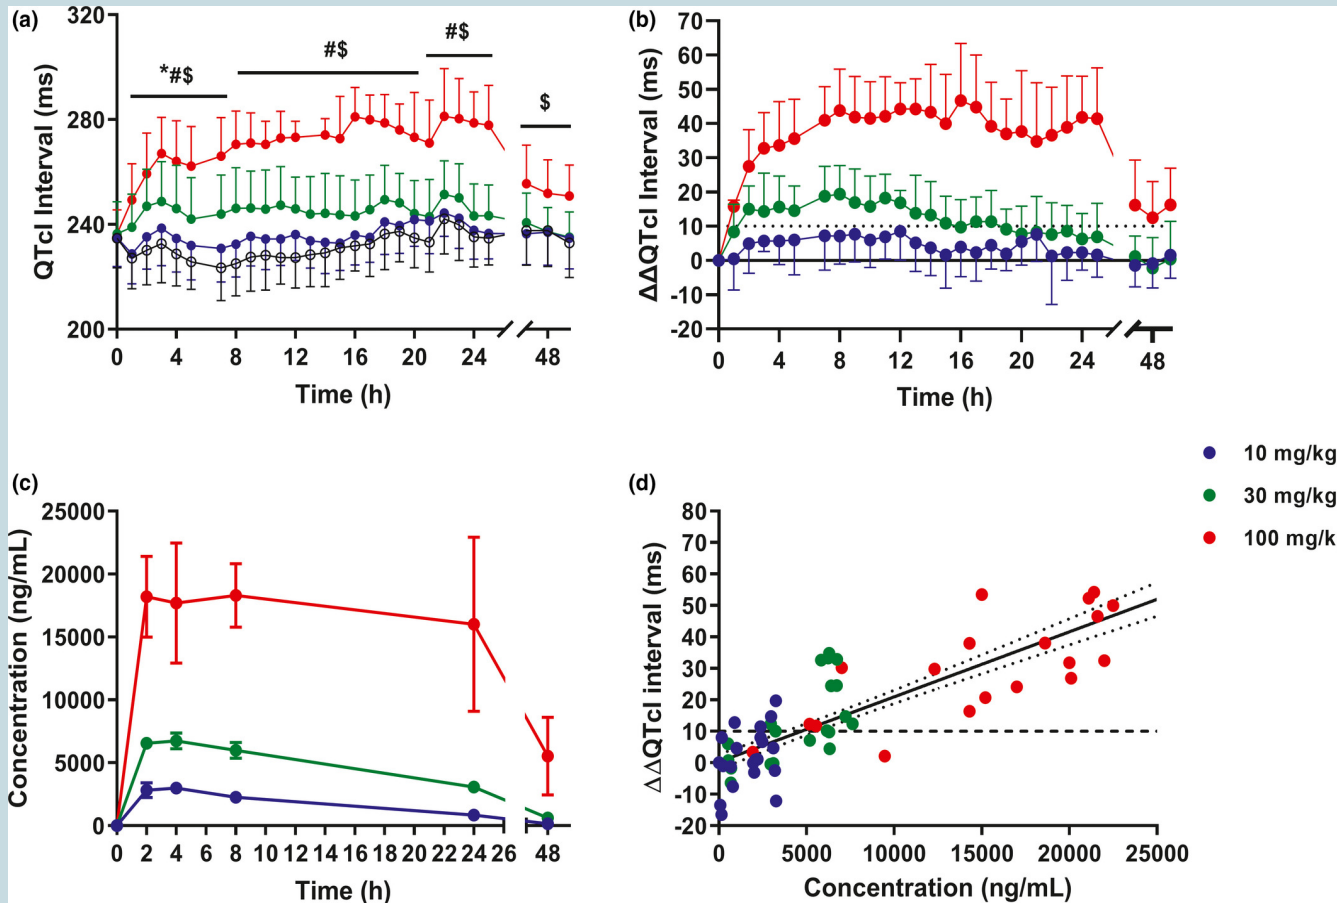 (a)
320
280
240
200
QTcI Interval (ms)
*#$
#$
#$
$
0 4 8 12 16 20 24 48
Time (h)
(b)
70
60
50
40
30
20
10
0
-10
-20
ΔΔQTcI Interval (ms)
0 4 8 12 16 20 24 48
Time (h)
(c)
25000
20000
15000
10000
5000
0
Concentration (ng/mL)
0 2 4 6 8 10 12 14 16 18 20 22 24 26 48
Time (h)
(d)
80
70
60
50
40
30
20
10
0
-10
-20
ΔΔQTcI interval (ms)
0 5000 10000 15000 20000 25000
Concentration (ng/mL)
10 mg/kg
30 mg/kg
100 mg/k